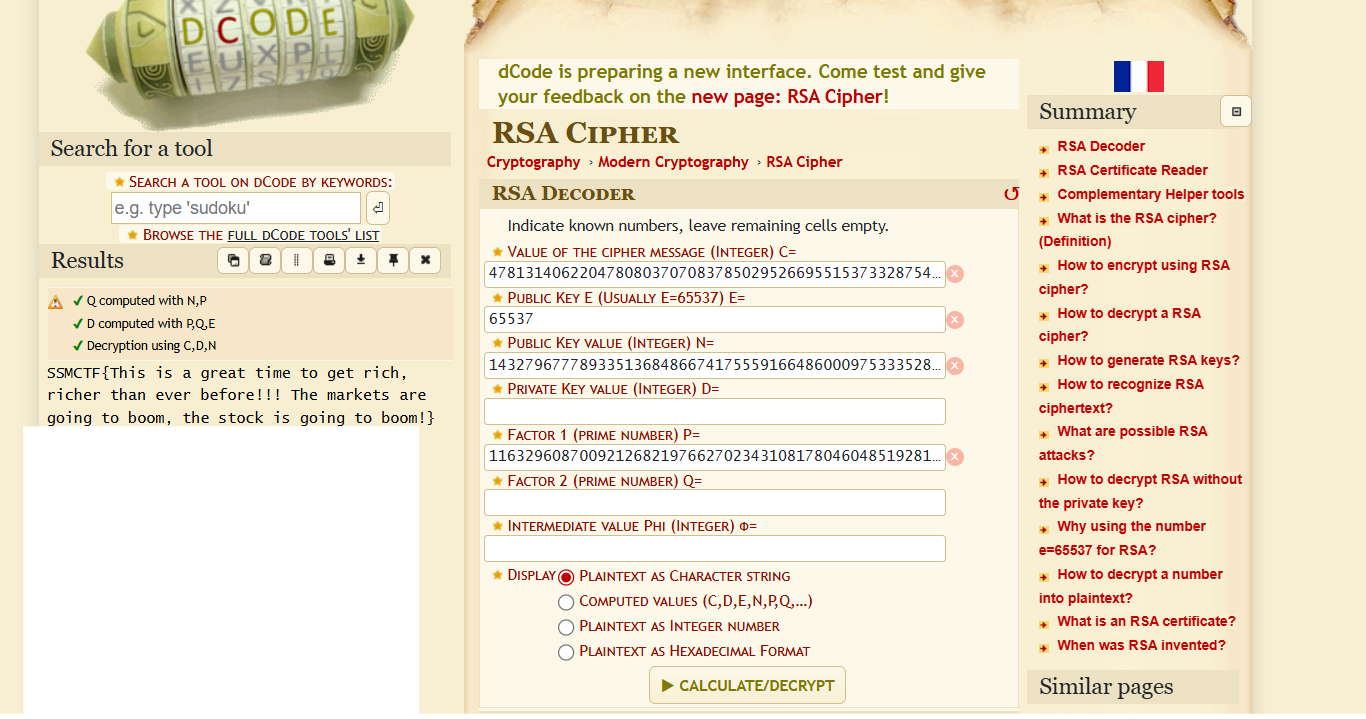 DCODE
Search for a tool
SEARCH A TOOL ON DCODE BY KEYWORDS:
e.g. type 'sudoku'
BROWSE THE FULL DCODE TOOLS' LIST
Results
Q computed with N,P
D computed with P,Q,E
Decryption using C,D,N
SSMCTF{This is a great time to get rich,
richer than ever before!!! The markets are
going to boom, the stock is going to boom!}
dCode is preparing a new interface. Come test and give
your feedback on the new page: RSA Cipher!
RSA CIPHER
Cryptography › Modern Cryptography › RSA Cipher
RSA DECODER
Indicate known numbers, leave remaining cells empty.
VALUE OF THE CIPHER MESSAGE (INTEGER) C=
47813140622047808037070837850295266955153733287​54…
PUBLIC KEY E (USUALLY E=65537) E=
65537
PUBLIC KEY VALUE (INTEGER) N=
14327967778933513684866741755591664860009753335​28…
PRIVATE KEY VALUE (INTEGER) D=
FACTOR 1 (PRIME NUMBER) P=
11632960870092126821976627023431081780460485192​81…
FACTOR 2 (PRIME NUMBER) Q=
INTERMEDIATE VALUE PHI (INTEGER) Φ=
DISPLAY PLAINTEXT AS CHARACTER STRING
COMPUTED VALUES (C,D,E,N,P,Q,…)
PLAINTEXT AS INTEGER NUMBER
PLAINTEXT AS HEXADECIMAL FORMAT
▶ CALCULATE/DECRYPT
Summary
RSA Decoder
RSA Certificate Reader
Complementary Helper tools
What is the RSA cipher?
(Definition)
How to encrypt using RSA
cipher?
How to decrypt a RSA
cipher?
How to generate RSA keys?
How to recognize RSA
ciphertext?
What are possible RSA
attacks?
How to decrypt RSA without
the private key?
Why using the number
e=65537 for RSA?
How to decrypt a number
into plaintext?
What is an RSA certificate?
When was RSA invented?
Similar pages